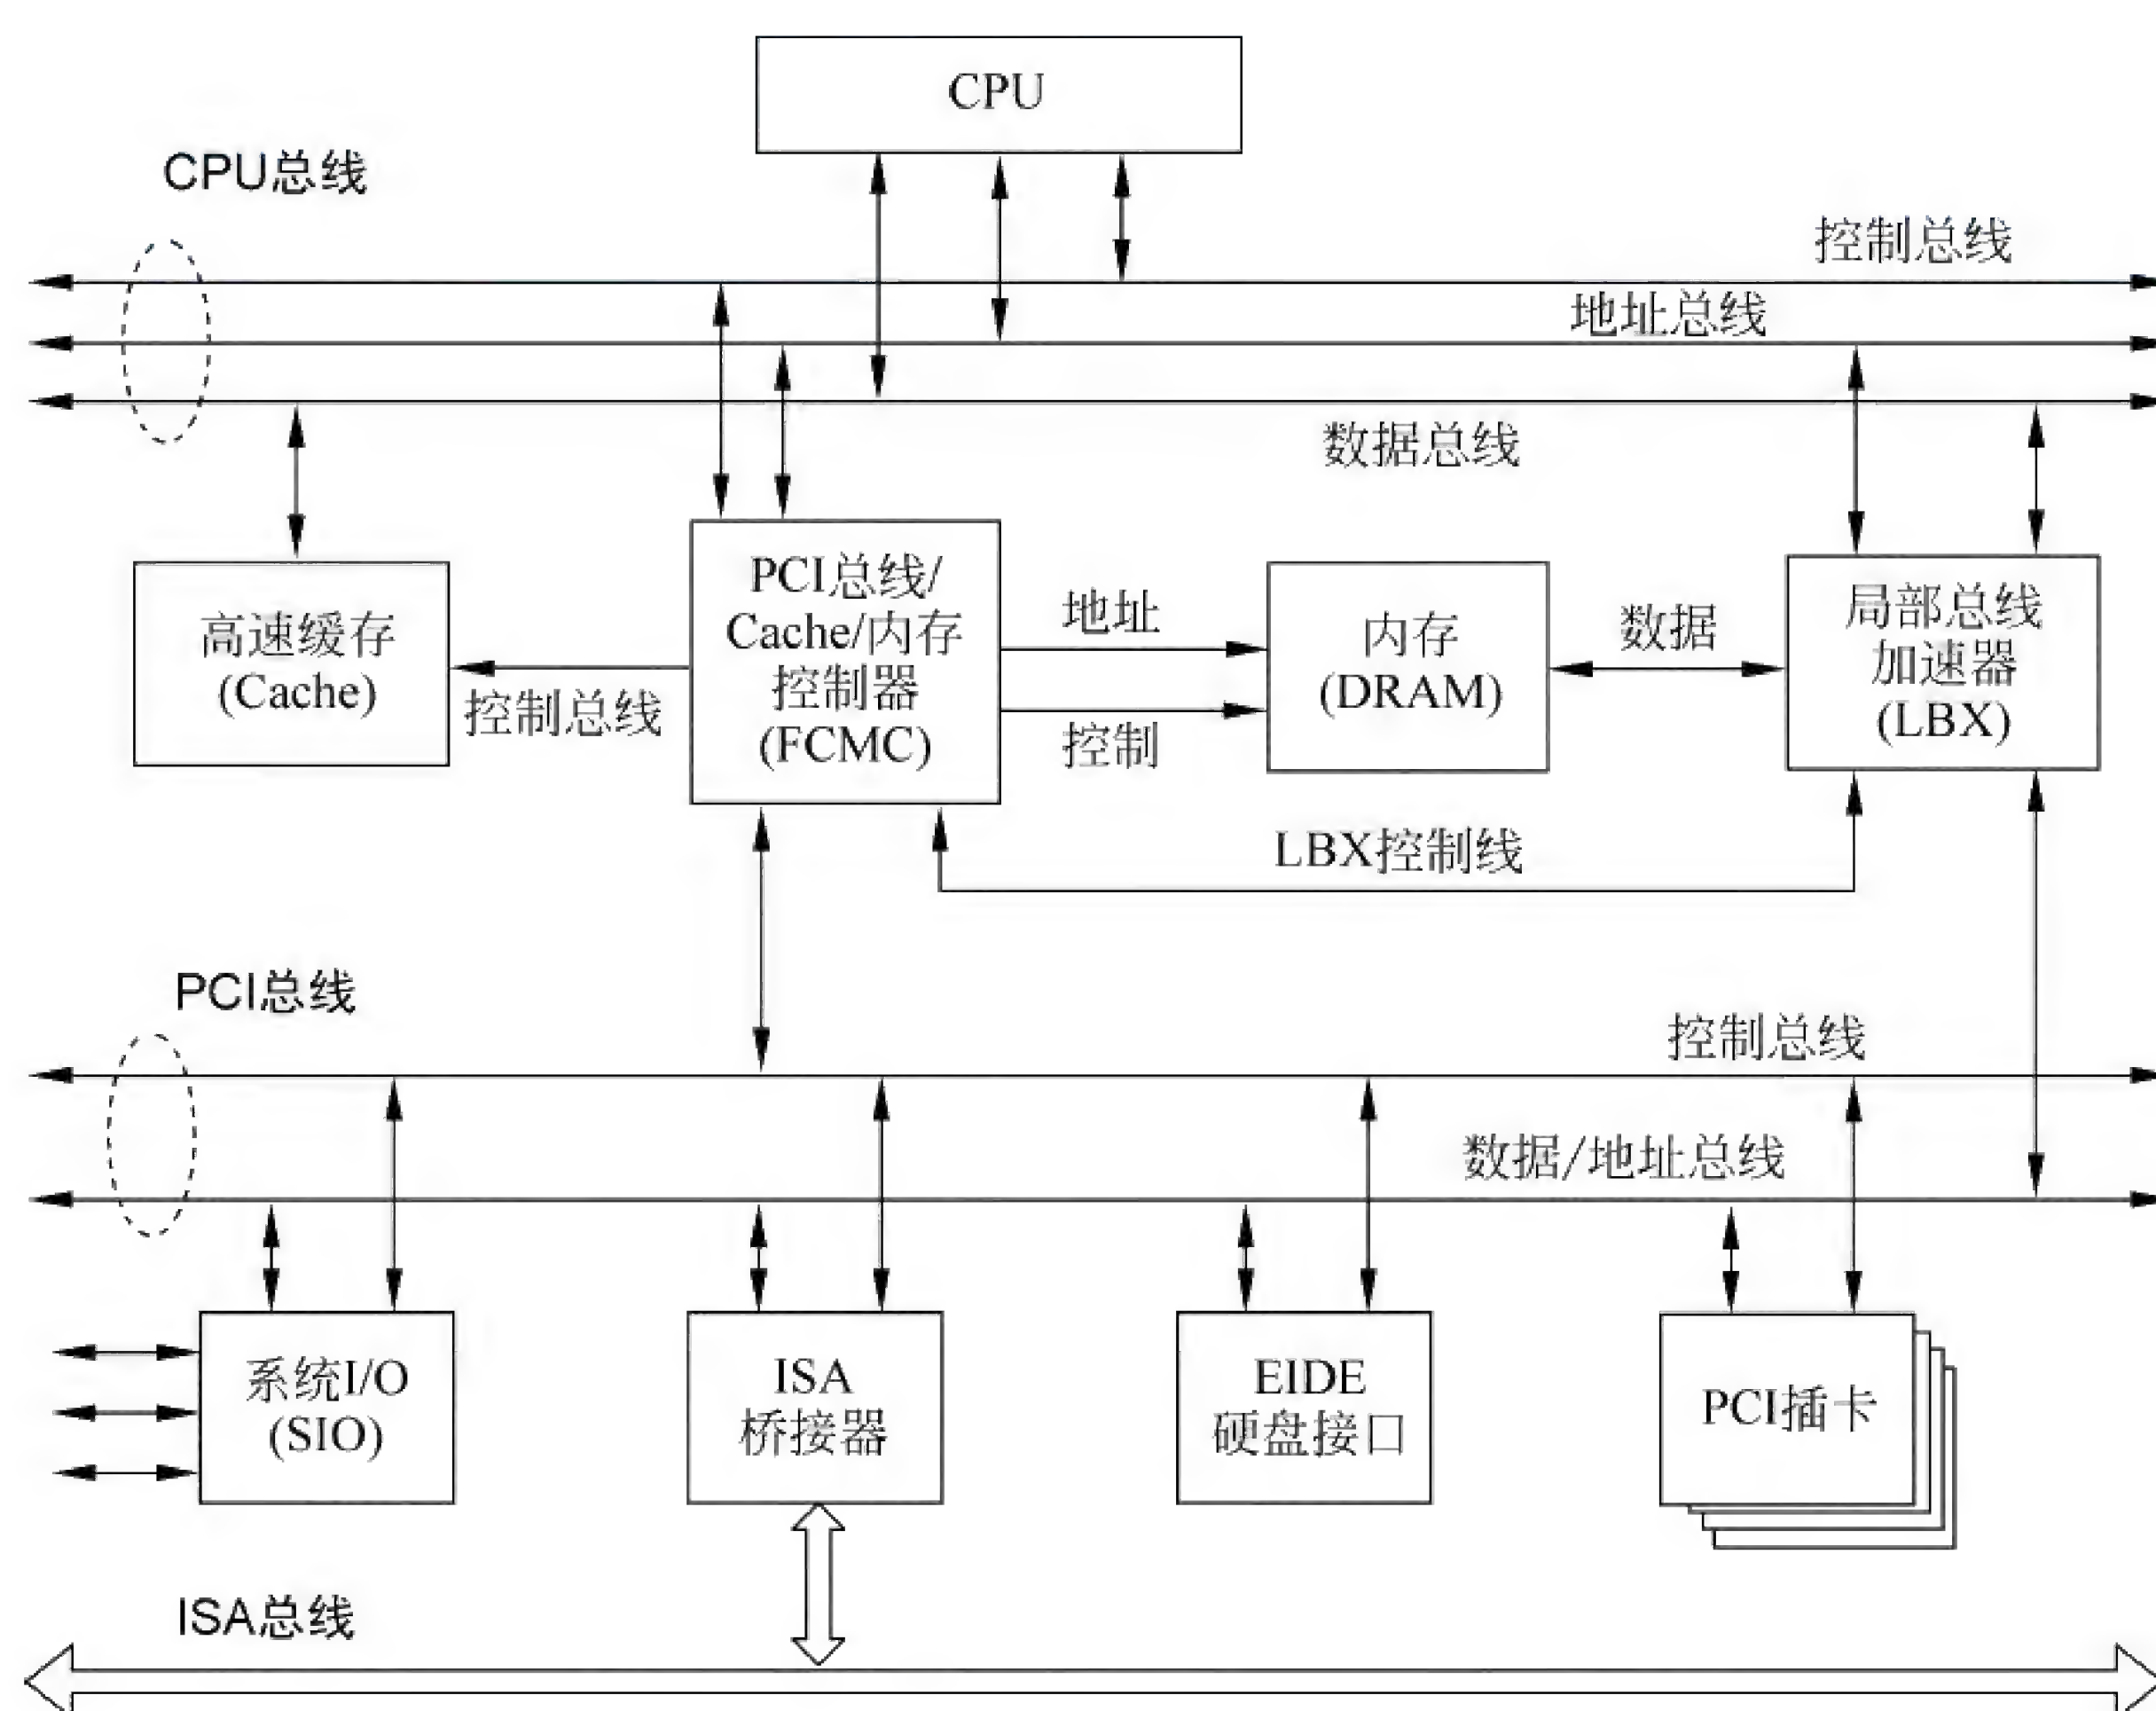 CPU
CPU总线
控制总线
地址总线
数据总线
高速缓存
(Cache)
控制总线
PCI总线/
Cache/内存
控制器
(FCMC)
地址
控制
内存
(DRAM)
数据
局部总线
加速器
(LBX)
LBX控制线
PCI总线
控制总线
数据/地址总线
系统I/O
(SIO)
ISA
桥接器
EIDE
硬盘接口
PCI插卡
ISA总线